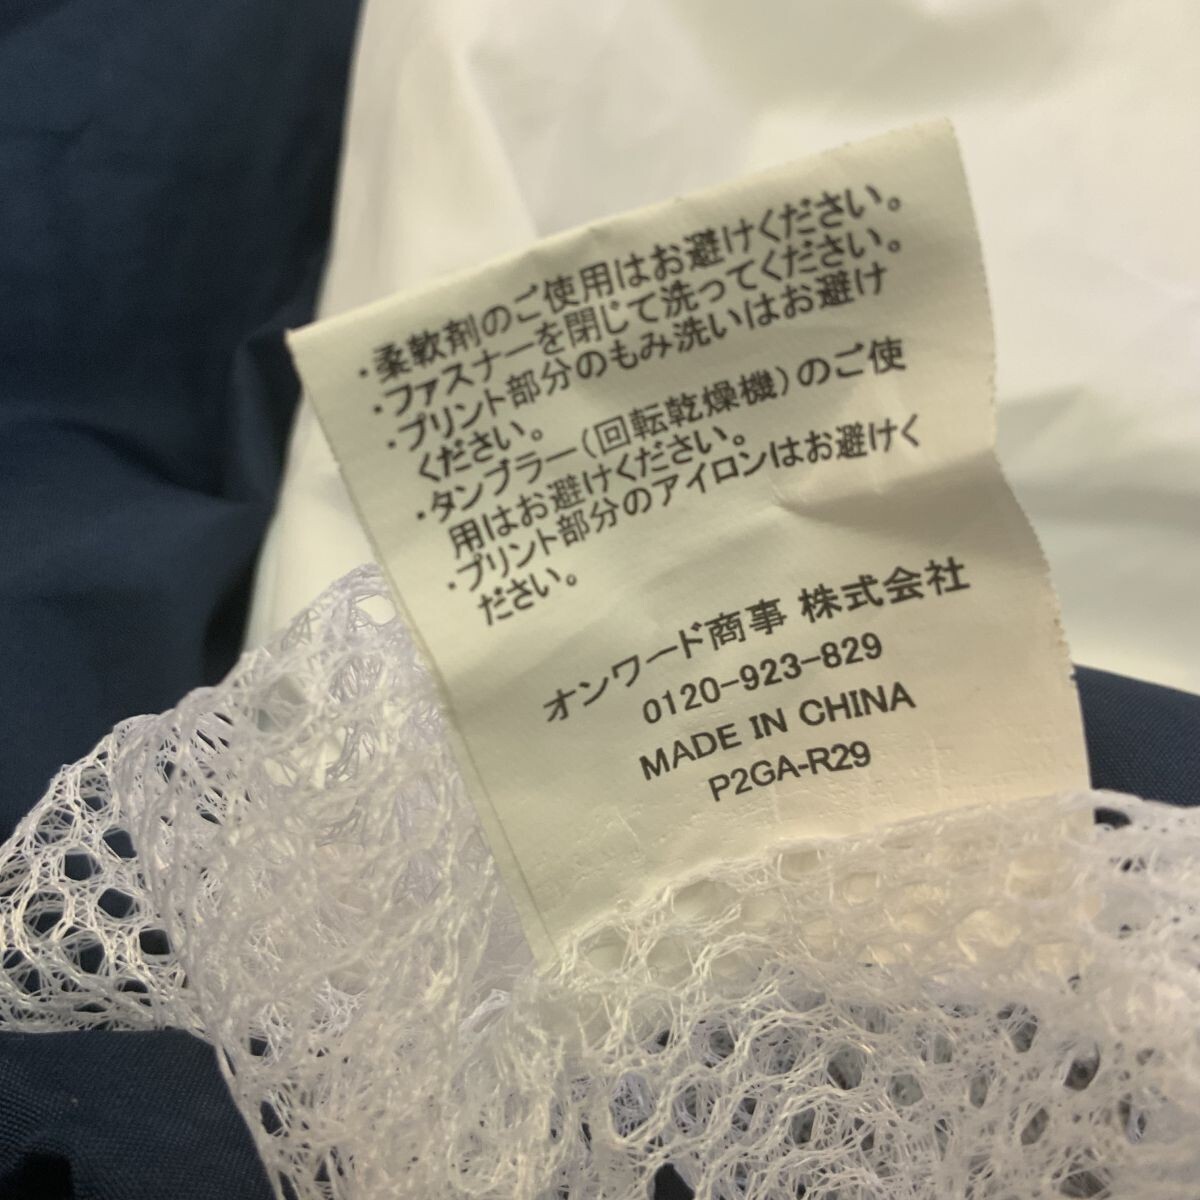 ・柔軟剤のご使用はお避けください。
・ファスナーを閉じて洗ってください。
・プリント部分のもみ洗いはお避け
ください。
・タンブラー(回転乾燥機)のご使
用はお避けください。
・プリント部分のアイロンはお避けく
ださい。
オンワード商事 株式会社
0120-923-829
MADE IN CHINA
P2GA-R29